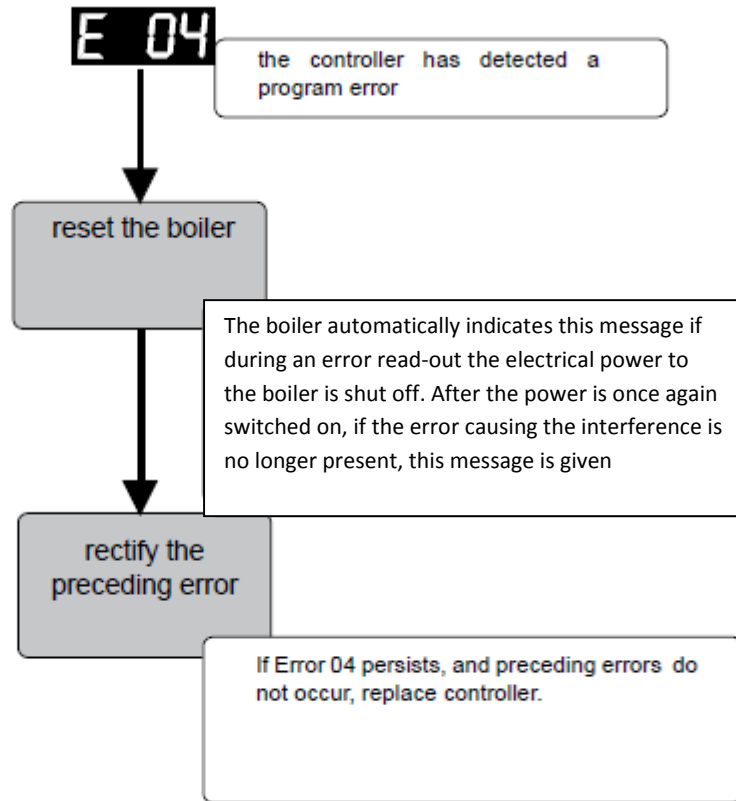 E 04
the controller has detected a
program error
reset the boiler
The boiler automatically indicates this message if
during an error read-out the electrical power to
the boiler is shut off. After the power is once again
switched on, if the error causing the interference is
no longer present, this message is given
rectify the
preceding error
If Error 04 persists, and preceding errors do
not occur, replace controller.